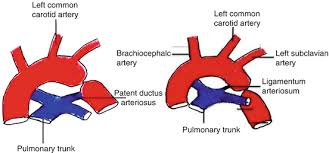 Left common
carotid artery
Patent ductus
arteriosus
Pulmonary trunk
Left common
carotid artery
Brachiocephalc
artery
Left subclavian
artery
Ligamentum
arteriosum
Pulmonary trunk